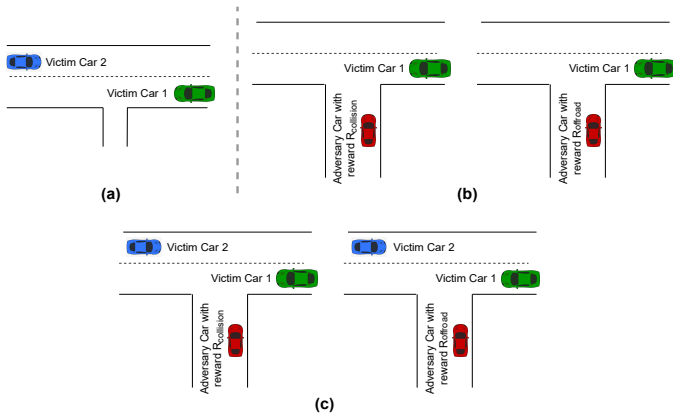 Victim Car 2
Victim Car 1
(a)
Victim Car 1
Adversary Car with
reward Rcollision
Victim Car 1
Adversary Car with
reward Roffroad
(b)
Victim Car 2
Victim Car 1
Adversary Car with
reward Rcollision
Victim Car 2
Victim Car 1
Adversary Car with
reward Roffroad
(c)